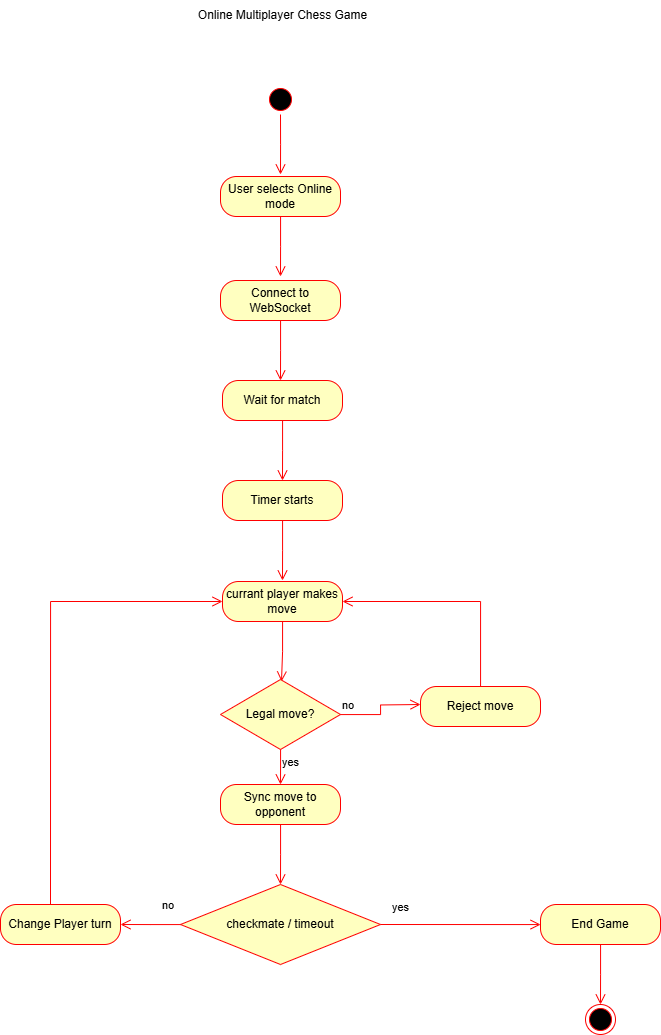 Online Multiplayer Chess Game
User selects Online
mode
Connect to
WebSocket
Wait for match
Timer starts
currant player makes
move
Legal move?
no
Reject move
yes
Sync move to
opponent
no
yes
Change Player turn
checkmate / timeout
End Game